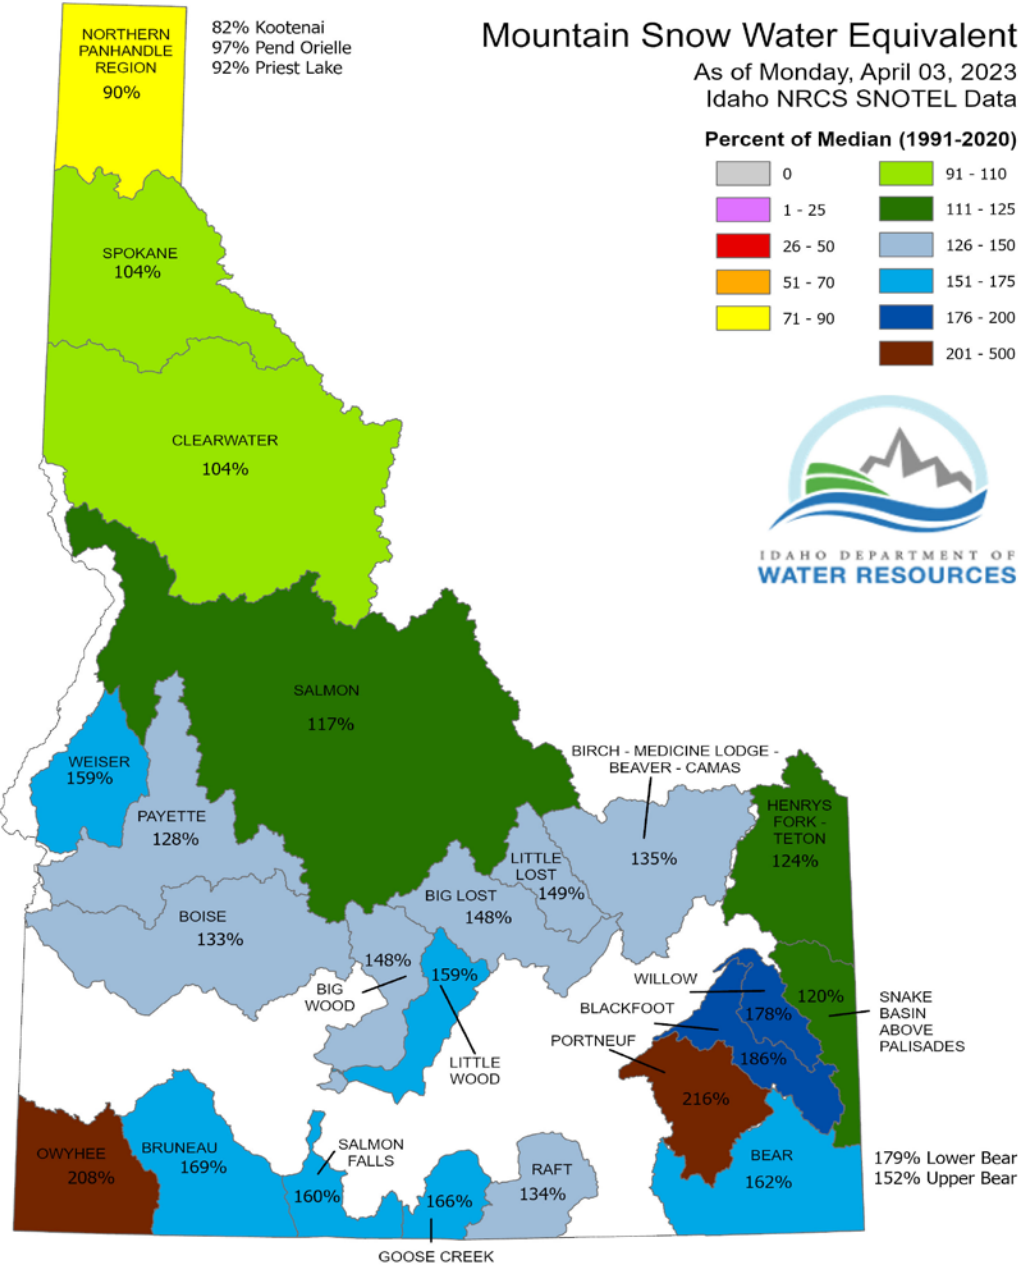 Mountain Snow Water Equivalent
As of Monday, April 03, 2023
Idaho NRCS SNOTEL Data
Percent of Median (1991-2020)
0
1 - 25
26 - 50
51 - 70
71 - 90
91 - 110
111 - 125
126 - 150
151 - 175
176 - 200
201 - 500
IDAHO DEPARTMENT OF
WATER RESOURCES
NORTHERN
PANHANDLE
REGION
90%
82% Kootenai
97% Pend Orielle
92% Priest Lake
SPOKANE
104%
CLEARWATER
104%
SALMON
117%
WEISER
159%
PAYETTE
128%
BOISE
133%
BIRCH - MEDICINE LODGE -
BEAVER - CAMAS
135%
HENRYS
FORK -
TETON
124%
LITTLE
LOST
149%
BIG LOST
148%
148%
BIG
WOOD
159%
LITTLE
WOOD
WILLOW
178%
BLACKFOOT
186%
PORTNEUF
216%
120%
SNAKE
BASIN
ABOVE
PALISADES
OWYHEE
208%
BRUNEAU
169%
SALMON
FALLS
160%
166%
GOOSE CREEK
RAFT
134%
BEAR
162%
179% Lower Bear
152% Upper Bear